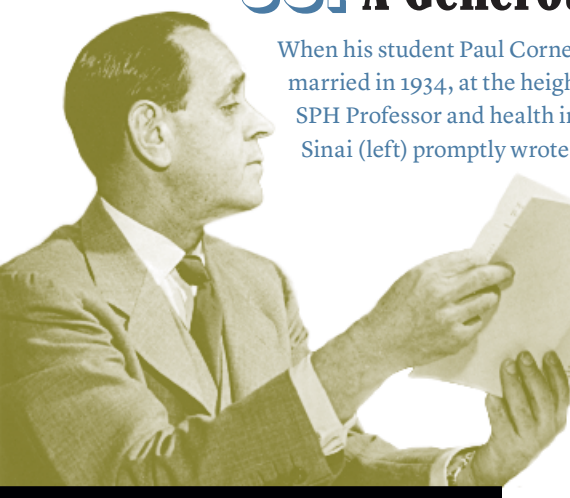 A Generou
When his student Paul Corne
married in 1934, at the heigh
SPH Professor and health in
Sinai (left) promptly wrote